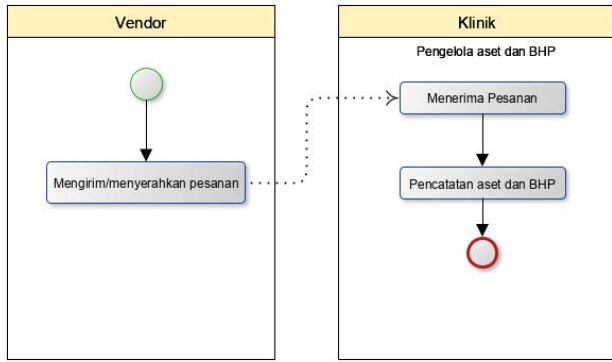 Vendor
Mengirim/menyerahkan pesanan
Klinik
Pengelola aset dan BHP
Menerima Pesanan
Pencatatan aset dan BHP